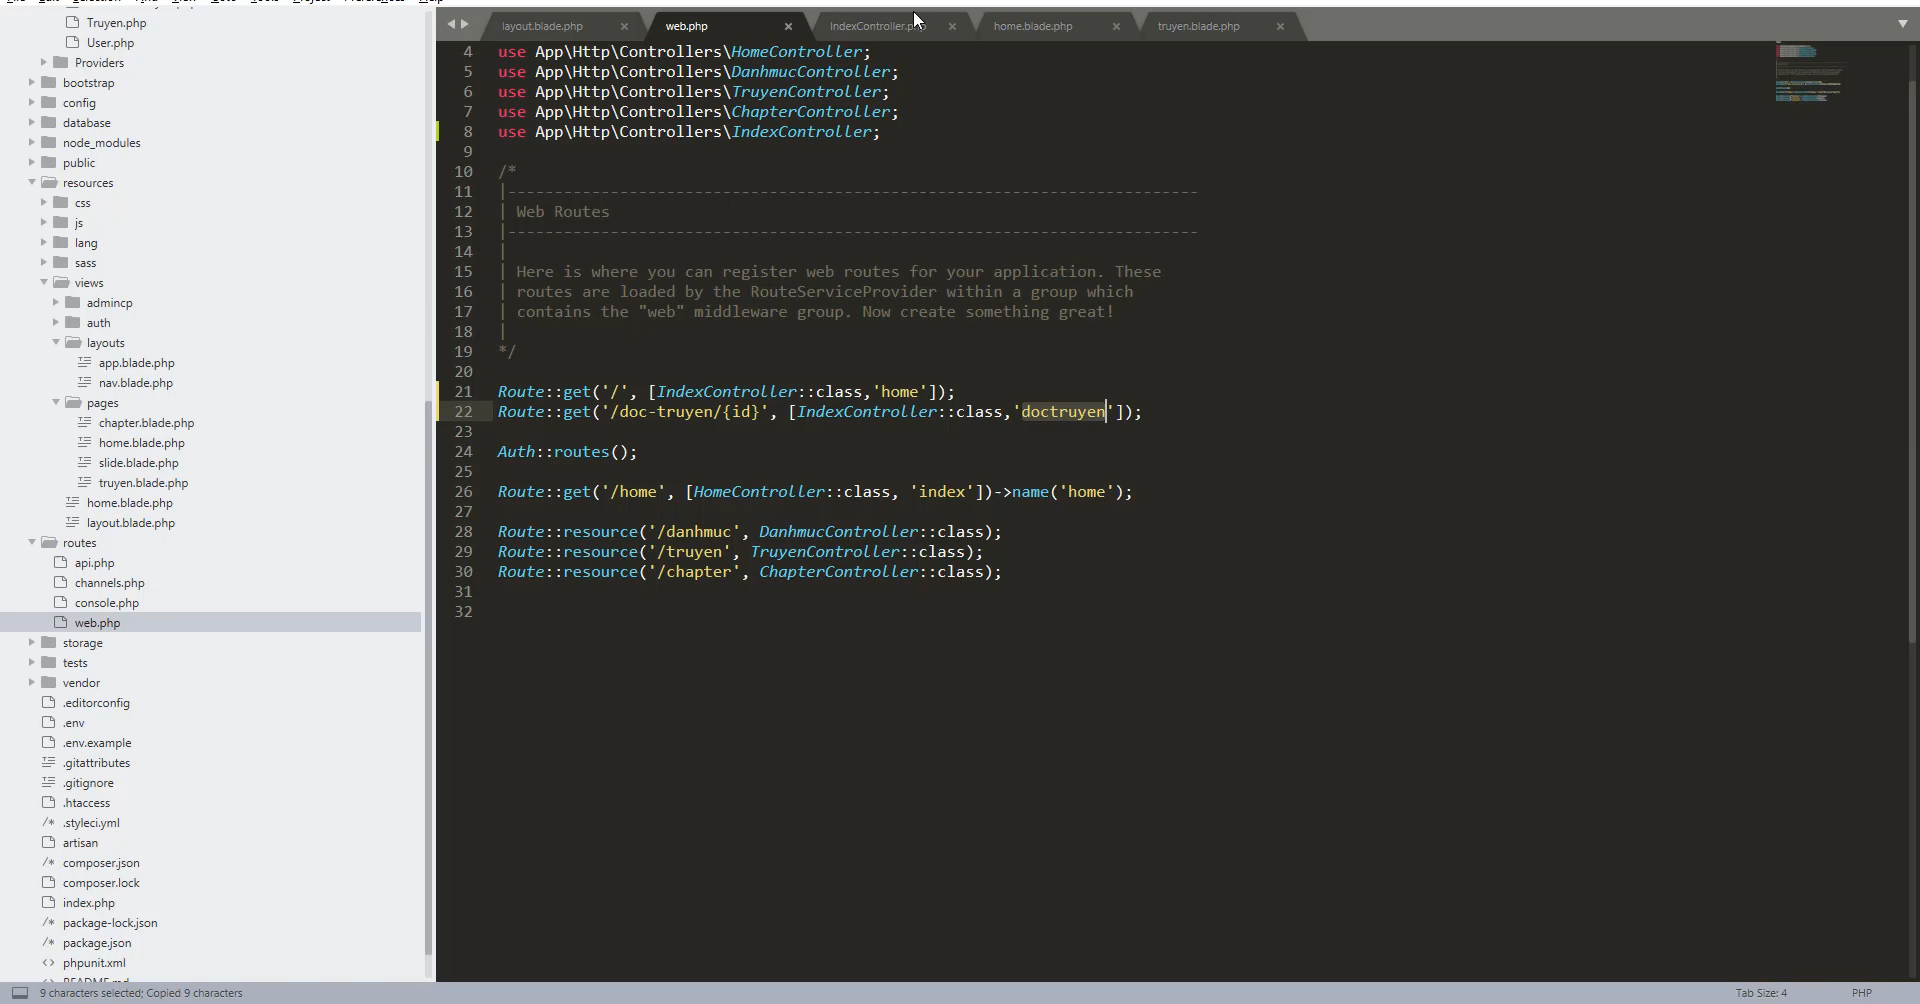 layout.blade.php
web.php
IndexController.php
home.blade.php
truyen.blade.php
Truyen.php
User.php
Providers
bootstrap
config
database
node_modules
public
resources
css
js
lang
sass
views
admincp
auth
layouts
app.blade.php
nav.blade.php
pages
chapter.blade.php
home.blade.php
slide.blade.php
truyen.blade.php
home.blade.php
layout.blade.php
routes
api.php
channels.php
console.php
web.php
storage
tests
vendor
.editorconfig
.env
.env.example
.gitattributes
.gitignore
.htaccess
.styleci.yml
artisan
composer.json
composer.lock
index.php
package-lock.json
package.json
phpunit.xml
4 use App\Http\Controllers\HomeController;
5 use App\Http\Controllers\DanhmucController;
6 use App\Http\Controllers\TruyenController;
7 use App\Http\Controllers\ChapterController;
8 use App\Http\Controllers\IndexController;
9
10 /*
11 |--------------------------------------------------------------------------
12 | Web Routes
13 |--------------------------------------------------------------------------
14 |
15 | Here is where you can register web routes for your application. These
16 | routes are loaded by the RouteServiceProvider within a group which
17 | contains the "web" middleware group. Now create something great!
18 |
19 */
20
21 Route::get('/', [IndexController::class,'home']);
22 Route::get('/doc-truyen/{id}', [IndexController::class,'doctruyen']);
23
24 Auth::routes();
25
26 Route::get('/home', [HomeController::class, 'index'])->name('home');
27
28 Route::resource('/danhmuc', DanhmucController::class);
29 Route::resource('/truyen', TruyenController::class);
30 Route::resource('/chapter', ChapterController::class);
31
32
9 characters selected; Copied 9 characters
Tab Size: 4
PHP